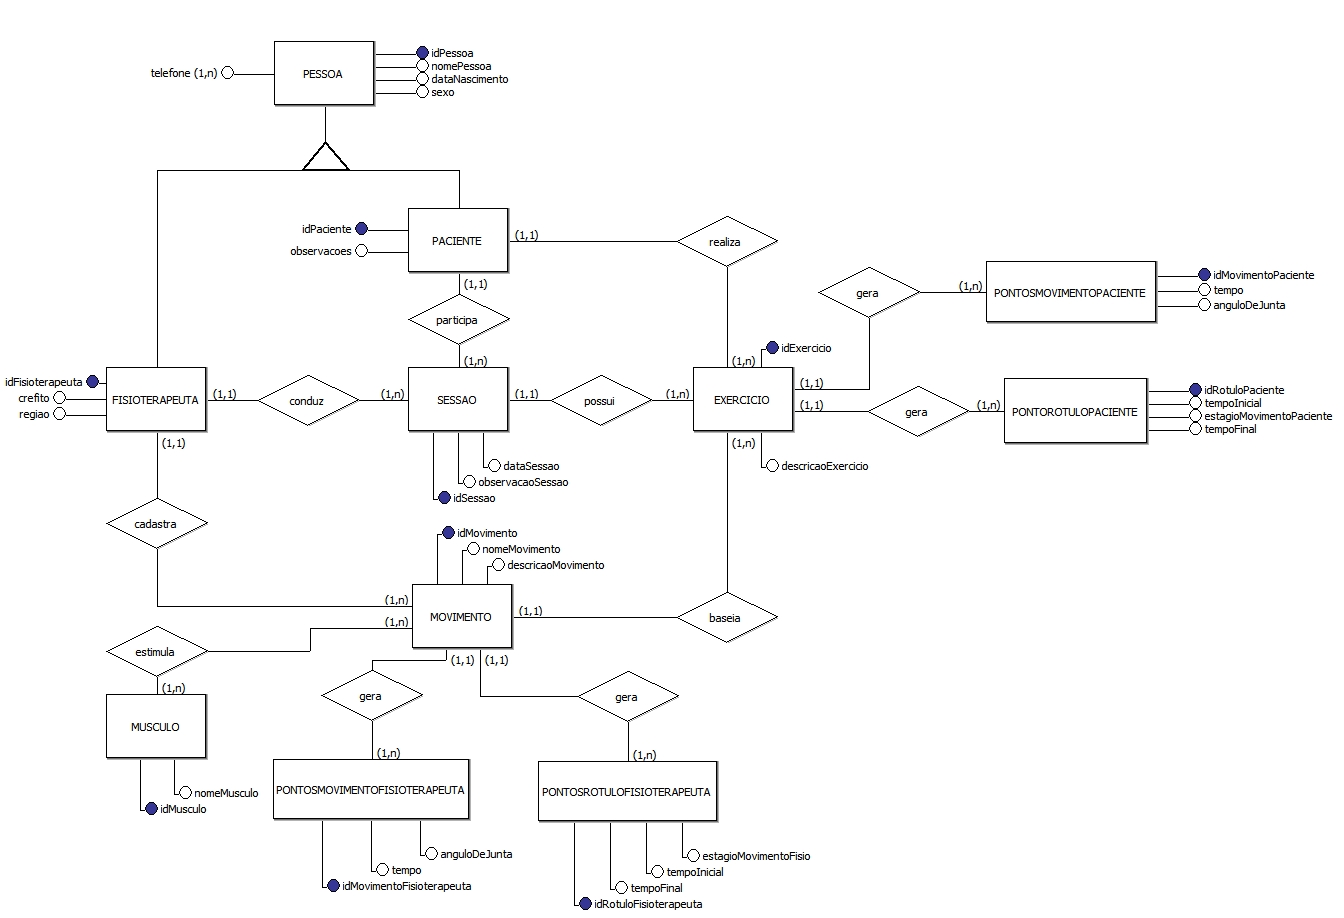 telefone (1,n)
PESSOA
idPessoa
nomePessoa
dataNascimento
sexo
idPaciente
observacoes
PACIENTE
(1,1)
realiza
(1,1)
participa
(1,n)
gera
(1,n)
PONTOSMOVIMENTOPACIENTE
idMovimentoPaciente
tempo
anguloDeJunta
idFisioterapeuta
crefito
regiao
FISIOTERAPEUTA
(1,1)
conduz
(1,n)
SESSAO
(1,1)
possui
(1,n)
(1,n)
idExercicio
EXERCICIO
(1,1)
(1,1)
gera
(1,n)
PONTOROTULOPACIENTE
idRotuloPaciente
tempoInicial
estagioMovimentoPaciente
tempoFinal
(1,1)
(1,n)
descricaoExercicio
dataSessao
observacaoSessao
idSessao
cadastra
idMovimento
nomeMovimento
descricaoMovimento
(1,n)
(1,n)
MOVIMENTO
(1,1)
baseia
estimula
(1,n)
(1,1)
(1,1)
gera
gera
MUSCULO
nomeMusculo
idMusculo
(1,n)
(1,n)
PONTOSMOVIMENTOFISIOTERAPEUTA
PONTOSROTULOFISIOTERAPEUTA
anguloDeJunta
tempo
idMovimentoFisioterapeuta
estagioMovimentoFisio
tempoInicial
tempoFinal
idRotuloFisioterapeuta